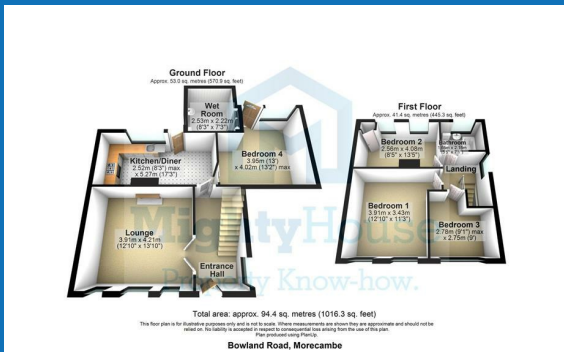 Ground Floor
Approx. 53.0 sq. metres (570.9 sq. feet)
Wet
Room
2.53m x 2.22m
(8'3" x 7'3")
Kitchen/Diner
2.52m (8'3") max
x 5.27m (17'3")
Bedroom 4
3.95m (13')
x 4.02m (13'2") max
Lounge
3.91m x 4.21m
(12'10" x 13'10")
Entrance
Hall
First Floor
Approx. 41.4 sq. metres (445.3 sq. feet)
Bedroom 2
2.56m x 4.08m
(8'5" x 13'5")
Bathroom
Landing
Bedroom 1
3.91m x 3.43m
(12'10" x 11'3")
Bedroom 3
2.78m (9'1") max
x 2.75m (9')
MightyHouse
Property Know-how.
Total area: approx. 94.4 sq. metres (1016.3 sq. feet)
This floor plan is for illustrative purposes only and is not to scale. Where measurements are shown they are approximate and should not be
relied on. No liability is accepted in respect to consequential loss arising from the use of this plan.
Plan produced using PlanUp.
Bowland Road, Morecambe